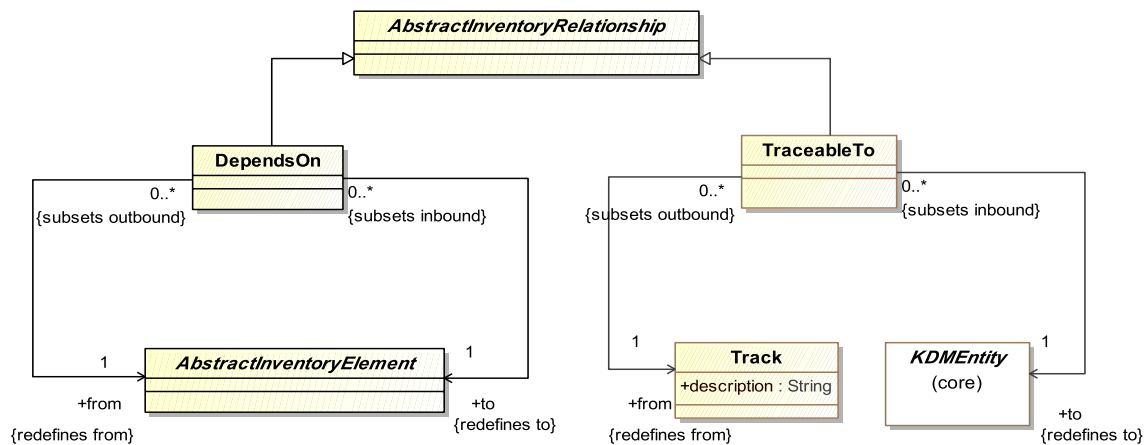 AbstractInventoryRelationship
DependsOn
TraceableTo
0..*
{subsets outbound}
0..*
{subsets inbound}
0..*
{subsets outbound}
0..*
{subsets inbound}
1
AbstractInventoryElement
1
+from
{redefines from}
+to
{redefines to}
1
Track
+description : String
+from
{redefines from}
KDMEntity
(core)
1
+to
{redefines to}